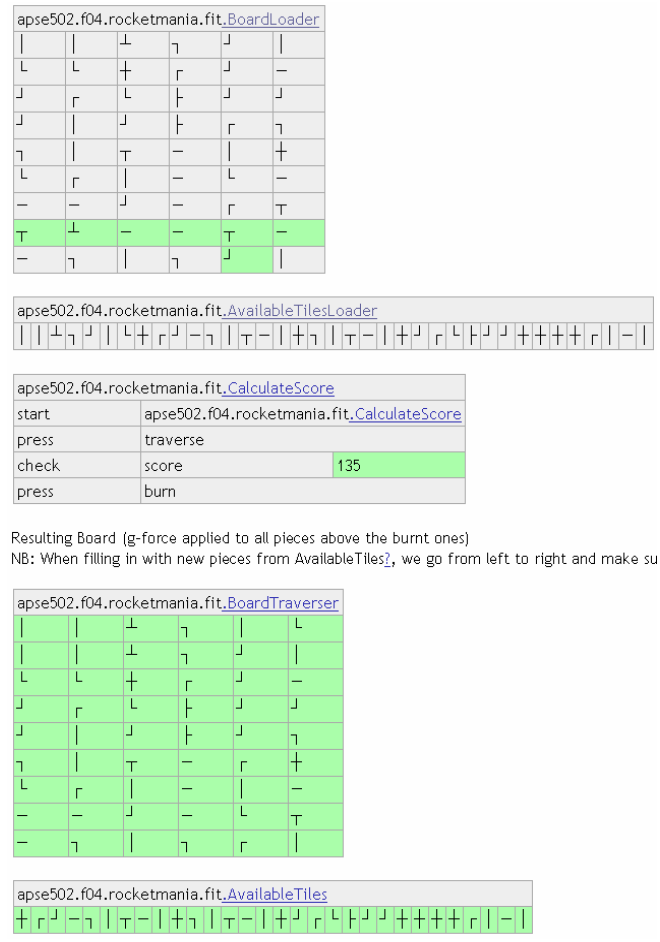 apse502.f04.rocketmania.fit.BoardLoader
│ │ ┴ ┐ ┘ │
└ └ ┼ ┌ ┘ ─
┘ ┌ └ ├ ┘ ┘
┘ │ ┘ ├ ┌ ┐
┐ │ ┬ ─ │ ┼
└ ┌ │ ─ └ ─
─ ─ ┘ ─ ┌ ┬
┬ ┴ ─ ─ ┬ ─
─ ┐ │ ┐ ┘ │
apse502.f04.rocketmania.fit.AvailableTilesLoader
│ │ ┴ ┐ ┘ │ └ ┼ ┌ ┘ ─ ┐ │ ┬ ─ │ ┼ ┐ │ ┬ ─ │ ┼ ┘ ┌ └ ├ ┘ ┘ ┼ ┼ ┼ ┼ ┌ │ ─ │
apse502.f04.rocketmania.fit.CalculateScore
start apse502.f04.rocketmania.fit.CalculateScore
press traverse
check score 135
press burn
Resulting Board (g-force applied to all pieces above the burnt ones)
NB: When filling in with new pieces from AvailableTiles?, we go from left to right and make su
apse502.f04.rocketmania.fit.BoardTraverser
│ │ ┴ ┐ │ └
│ │ ┴ ┐ ┘ │
└ └ ┼ ┌ ┘ ─
┘ ┌ └ ├ ┘ ┘
┘ │ ┘ ├ ┘ ┐
┐ │ ┬ ─ ┌ ┼
└ ┌ │ ─ │ ─
─ ─ ┘ ─ └ ┬
─ ┐ │ ┐ ┌ │
apse502.f04.rocketmania.fit.AvailableTiles
┼ ┌ ┘ ─ ┐ │ ┬ ─ │ ┼ ┐ │ ┬ ─ │ ┼ ┘ ┌ └ ├ ┘ ┘ ┼ ┼ ┼ ┼ ┌ │ ─ │